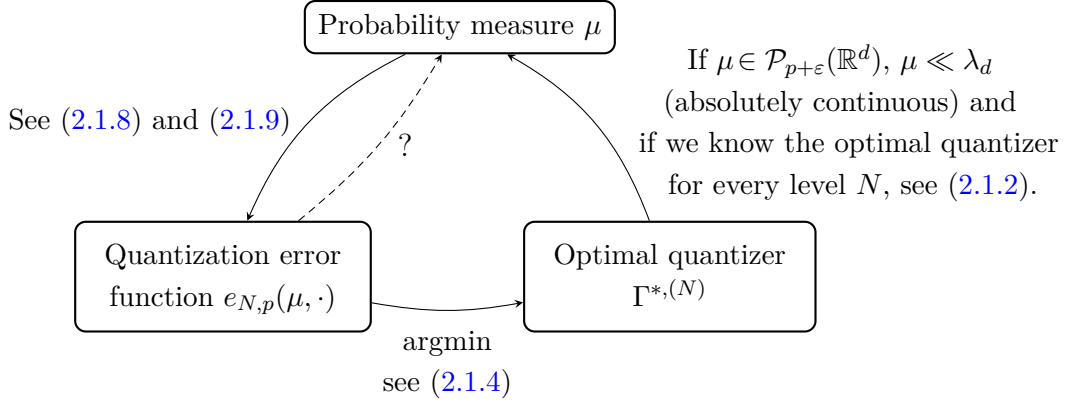 Probability measure μ
If μ ∈ 𝒫ₚ₊ε(ℝᵈ), μ ≪ λ_d
(absolutely continuous) and
if we know the optimal quantizer
for every level N, see (2.1.2).
See (2.1.8) and (2.1.9)
?
Quantization error
function e_{N,p}(μ, ·)
Optimal quantizer
Γ^{*,(N)}
argmin
see (2.1.4)